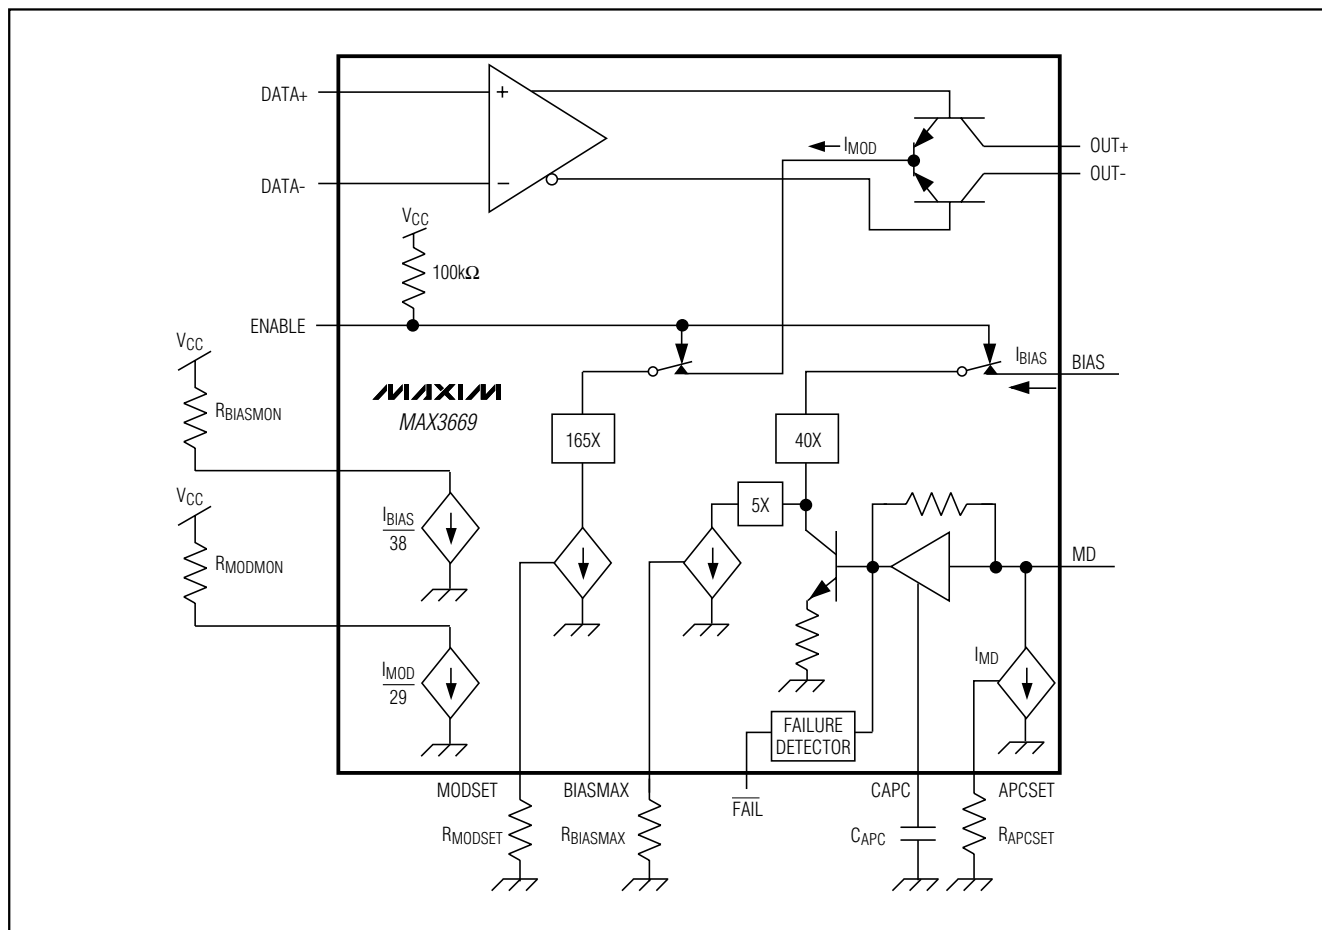 DATA+
DATA-
+
−
IMOD
OUT+
OUT-
VCC
100kΩ
ENABLE
VCC
RBIASMON
MAXIM
MAX3669
IBIAS
BIAS
165X
40X
5X
VCC
RMODMON
IBIAS
38
MD
IMOD
29
IMD
FAILURE
DETECTOR
MODSET
BIASMAX
FAIL
CAPC
APCSET
RMODSET
RBIASMAX
CAPC
RAPCSET